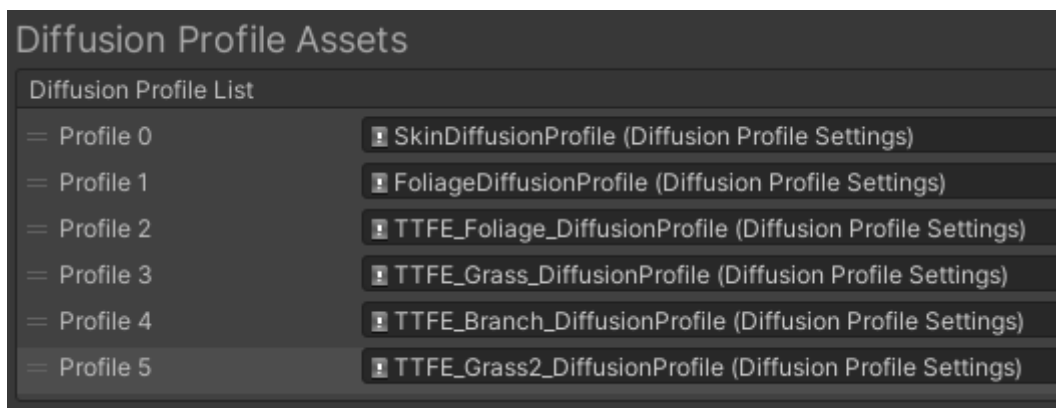 Diffusion Profile Assets
Diffusion Profile List
Profile 0 SkinDiffusionProfile (Diffusion Profile Settings)
Profile 1 FoliageDiffusionProfile (Diffusion Profile Settings)
Profile 2 TTFE_Foliage_DiffusionProfile (Diffusion Profile Settings)
Profile 3 TTFE_Grass_DiffusionProfile (Diffusion Profile Settings)
Profile 4 TTFE_Branch_DiffusionProfile (Diffusion Profile Settings)
Profile 5 TTFE_Grass2_DiffusionProfile (Diffusion Profile Settings)